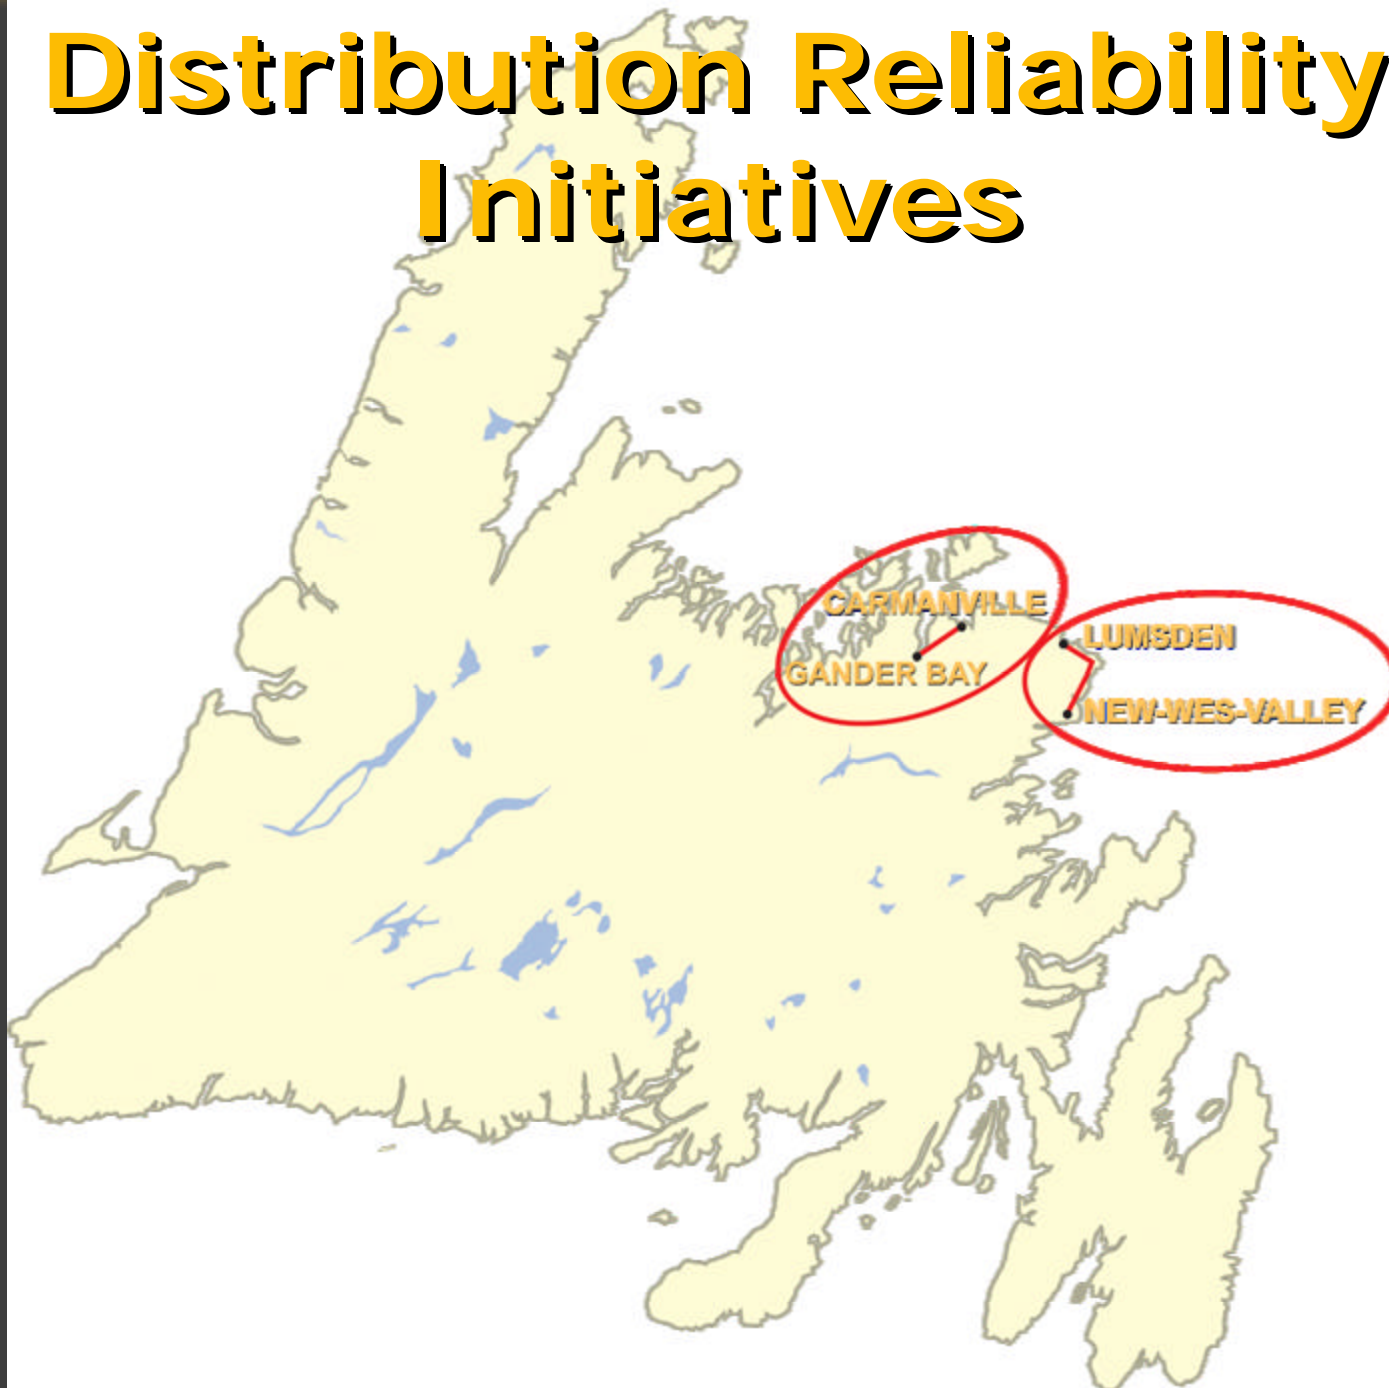 Distribution Reliability
Initiatives
CARMANVILLE
GANDER BAY
LUMSDEN
NEW-WES-VALLEY